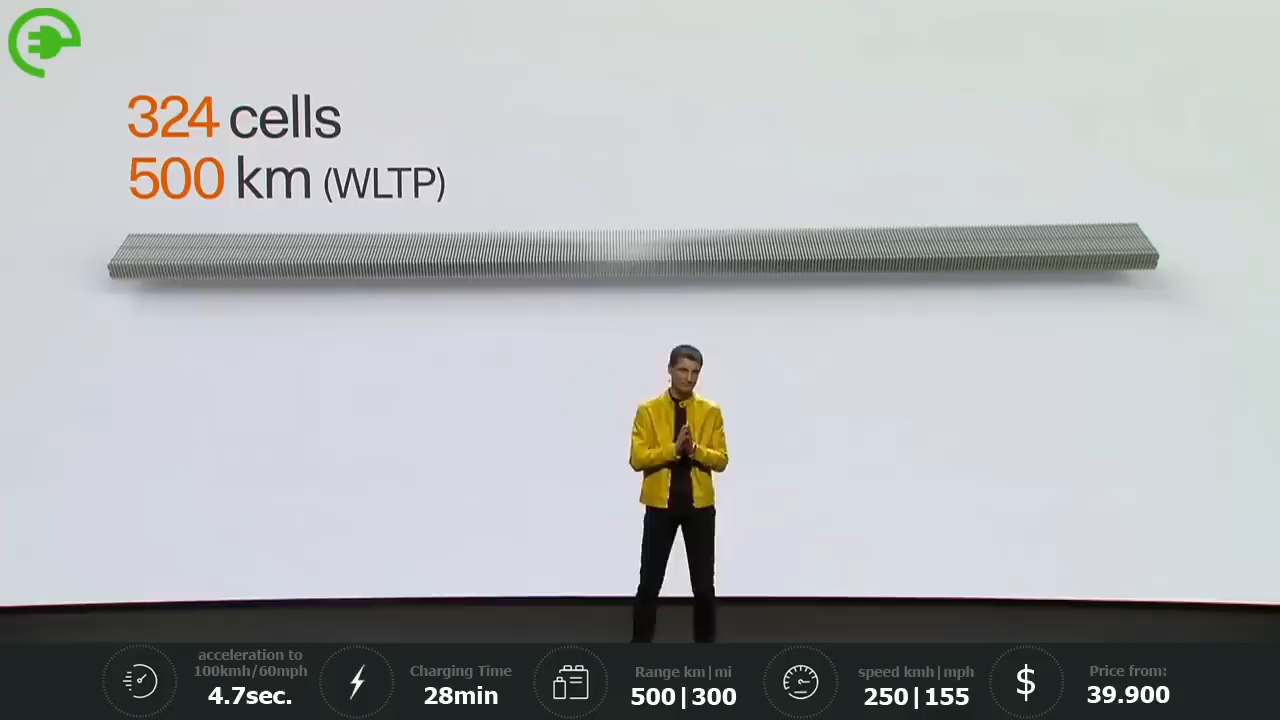 324 cells
500 km (WLTP)
acceleration to
100kmh/60mph
4.7sec.
Charging Time
28min
Range km|mi
500|300
speed kmh|mph
250|155
$
Price from:
39.900